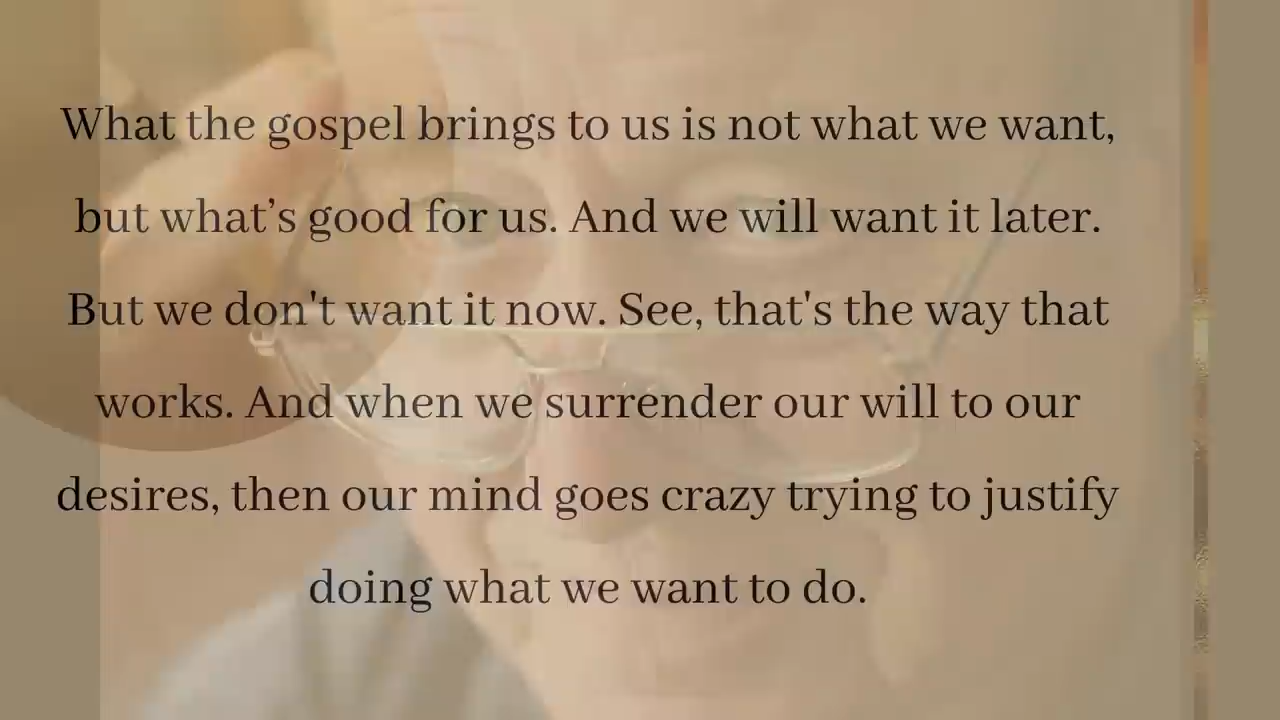 What the gospel brings to us is not what we want,
but what’s good for us. And we will want it later.
But we don't want it now. See, that's the way that
works. And when we surrender our will to our
desires, then our mind goes crazy trying to justify
doing what we want to do.